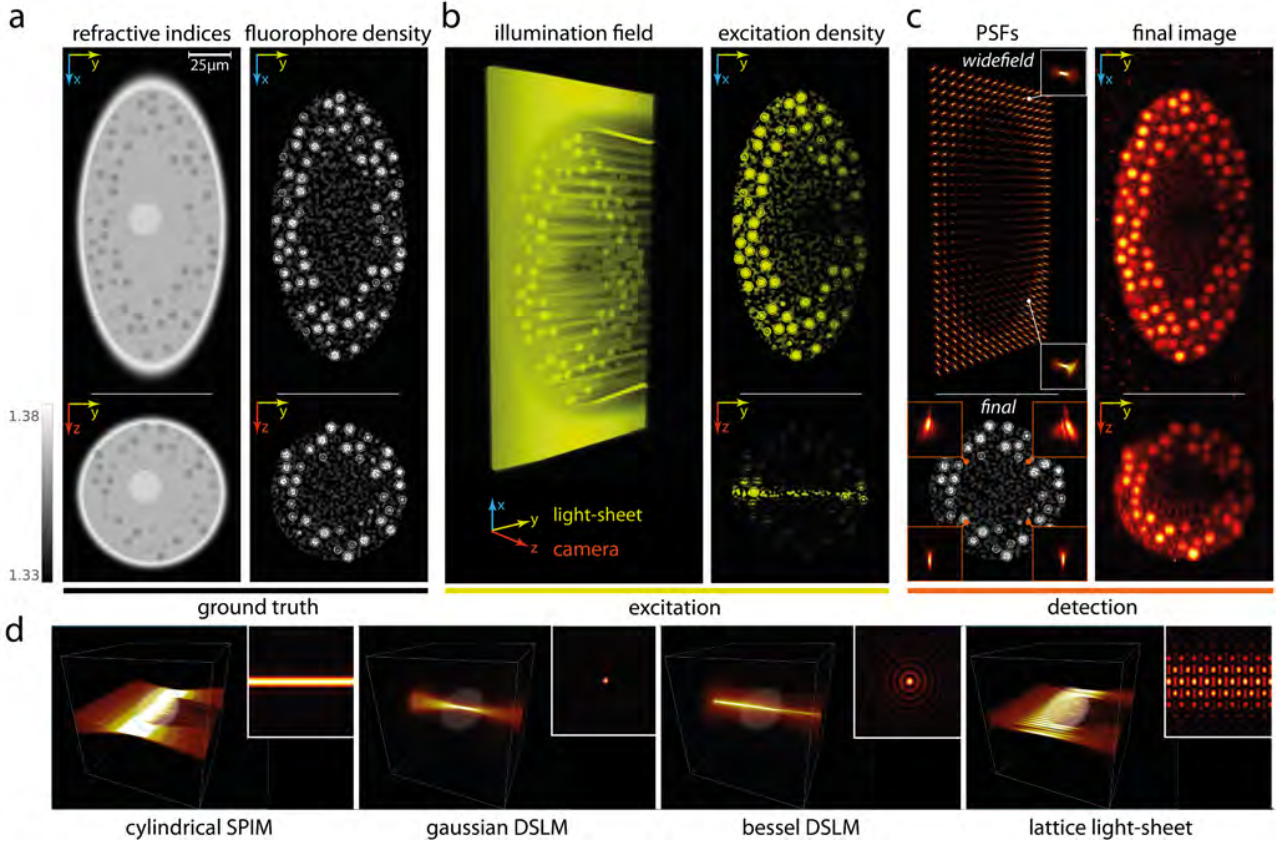 a
b
c
refractive indices
fluorophore density
illumination field
excitation density
PSFs
final image
y
x
25μm
y
x
y
x
widefield
y
x
1.38
1.33
y
z
y
z
x
y
z
light-sheet
camera
y
z
final
y
z
y
z
ground truth
excitation
detection
d
cylindrical SPIM
gaussian DSLM
bessel DSLM
lattice light-sheet